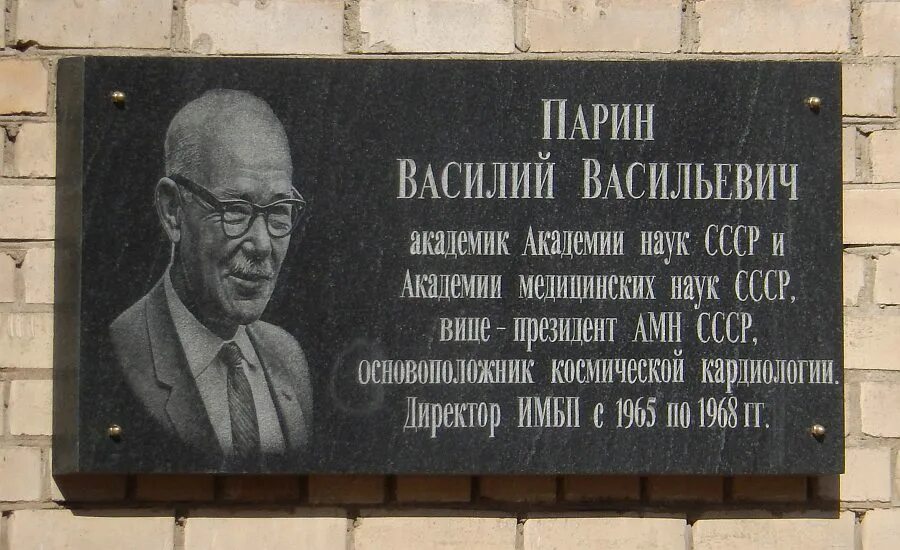 ПАРИН
ВАСИЛИЙ ВАСИЛЬЕВИЧ
академик Академии наук СССР и
Академии медицинских наук СССР,
вице - президент АМН СССР,
основоположник космической кардиологии.
Директор ИМБП с 1965 по 1968 гг.